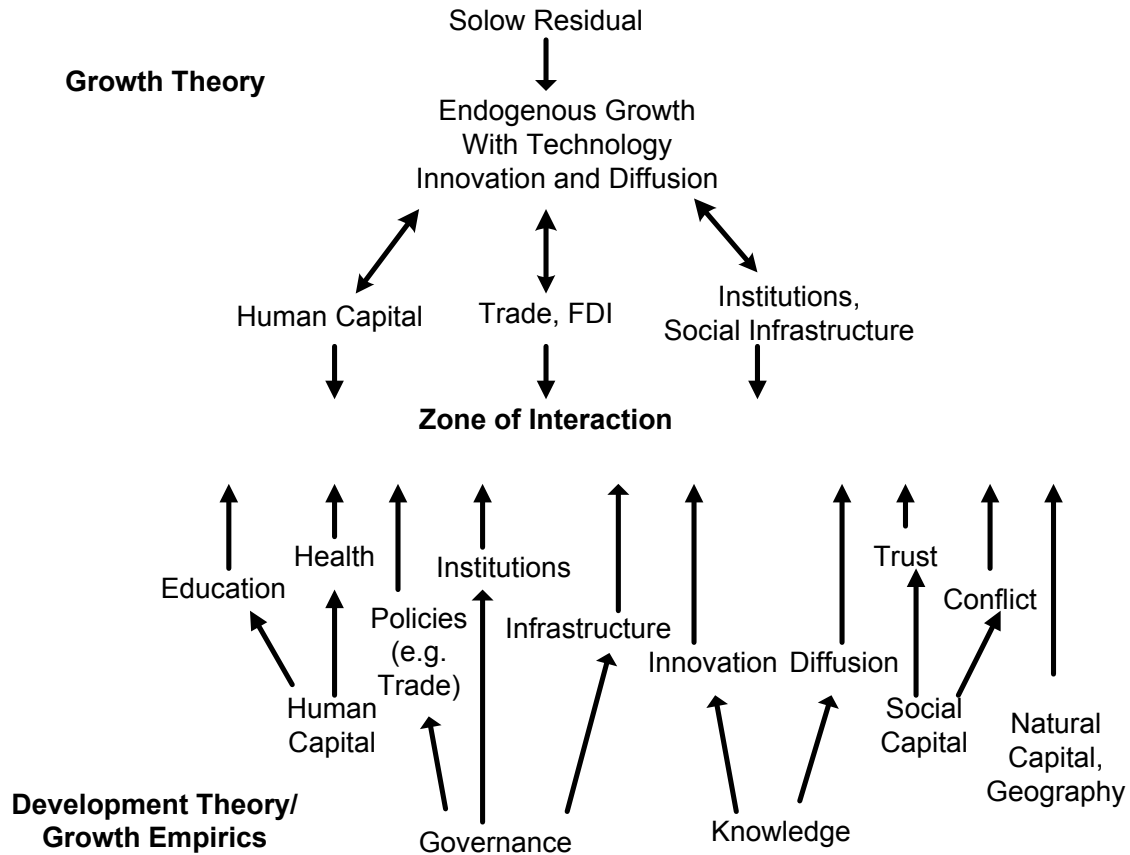 Solow Residual
Growth Theory
Endogenous Growth
With Technology
Innovation and Diffusion
Human Capital
Trade, FDI
Institutions,
Social Infrastructure
Zone of Interaction
Education
Health
Policies
(e.g.
Trade)
Institutions
Infrastructure
Innovation
Diffusion
Trust
Conflict
Human
Capital
Social
Capital
Natural
Capital,
Geography
Development Theory/
Growth Empirics
Governance
Knowledge